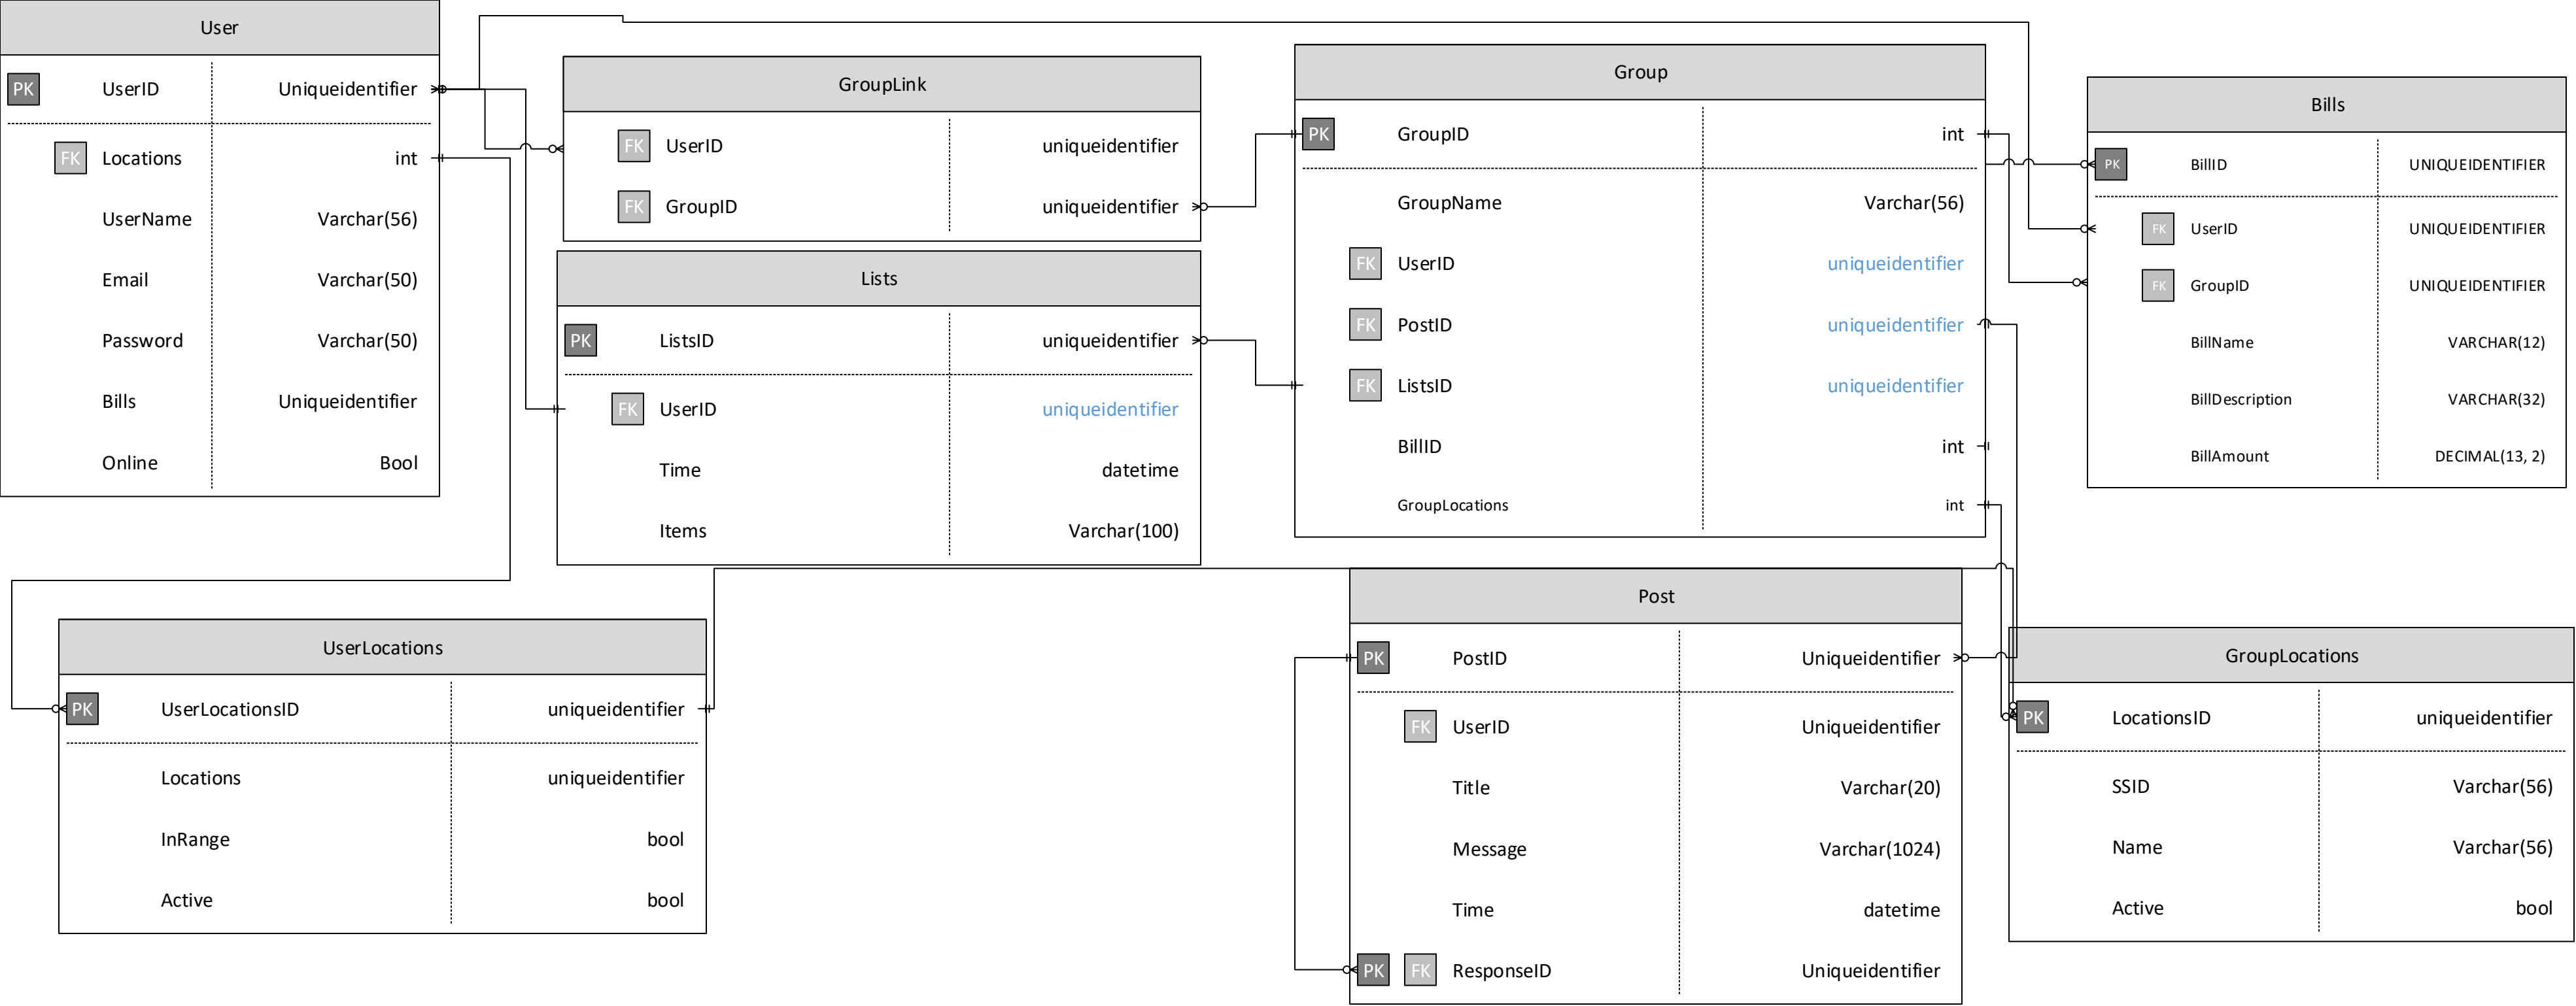 User
PK UserID Uniqueidentifier
FK Locations int
UserName Varchar(56)
Email Varchar(50)
Password Varchar(50)
Bills Uniqueidentifier
Online Bool
GroupLink
FK UserID uniqueidentifier
FK GroupID uniqueidentifier
Lists
PK ListsID uniqueidentifier
FK UserID uniqueidentifier
Time datetime
Items Varchar(100)
Group
PK GroupID int
GroupName Varchar(56)
FK UserID uniqueidentifier
FK PostID uniqueidentifier
FK ListsID uniqueidentifier
BillID int
GroupLocations int
Bills
PK BillID UNIQUEIDENTIFIER
FK UserID UNIQUEIDENTIFIER
FK GroupID UNIQUEIDENTIFIER
BillName VARCHAR(12)
BillDescription VARCHAR(32)
BillAmount DECIMAL(13, 2)
UserLocations
PK UserLocationsID uniqueidentifier
Locations uniqueidentifier
InRange bool
Active bool
Post
PK PostID Uniqueidentifier
FK UserID Uniqueidentifier
Title Varchar(20)
Message Varchar(1024)
Time datetime
PK FK ResponseID Uniqueidentifier
GroupLocations
PK LocationsID uniqueidentifier
SSID Varchar(56)
Name Varchar(56)
Active bool